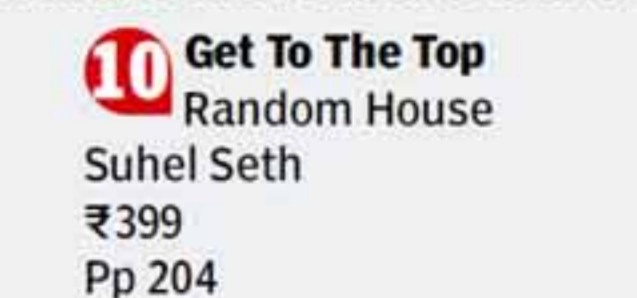 10 Get To The Top
Random House
Suhel Seth
₹399
Pp 204